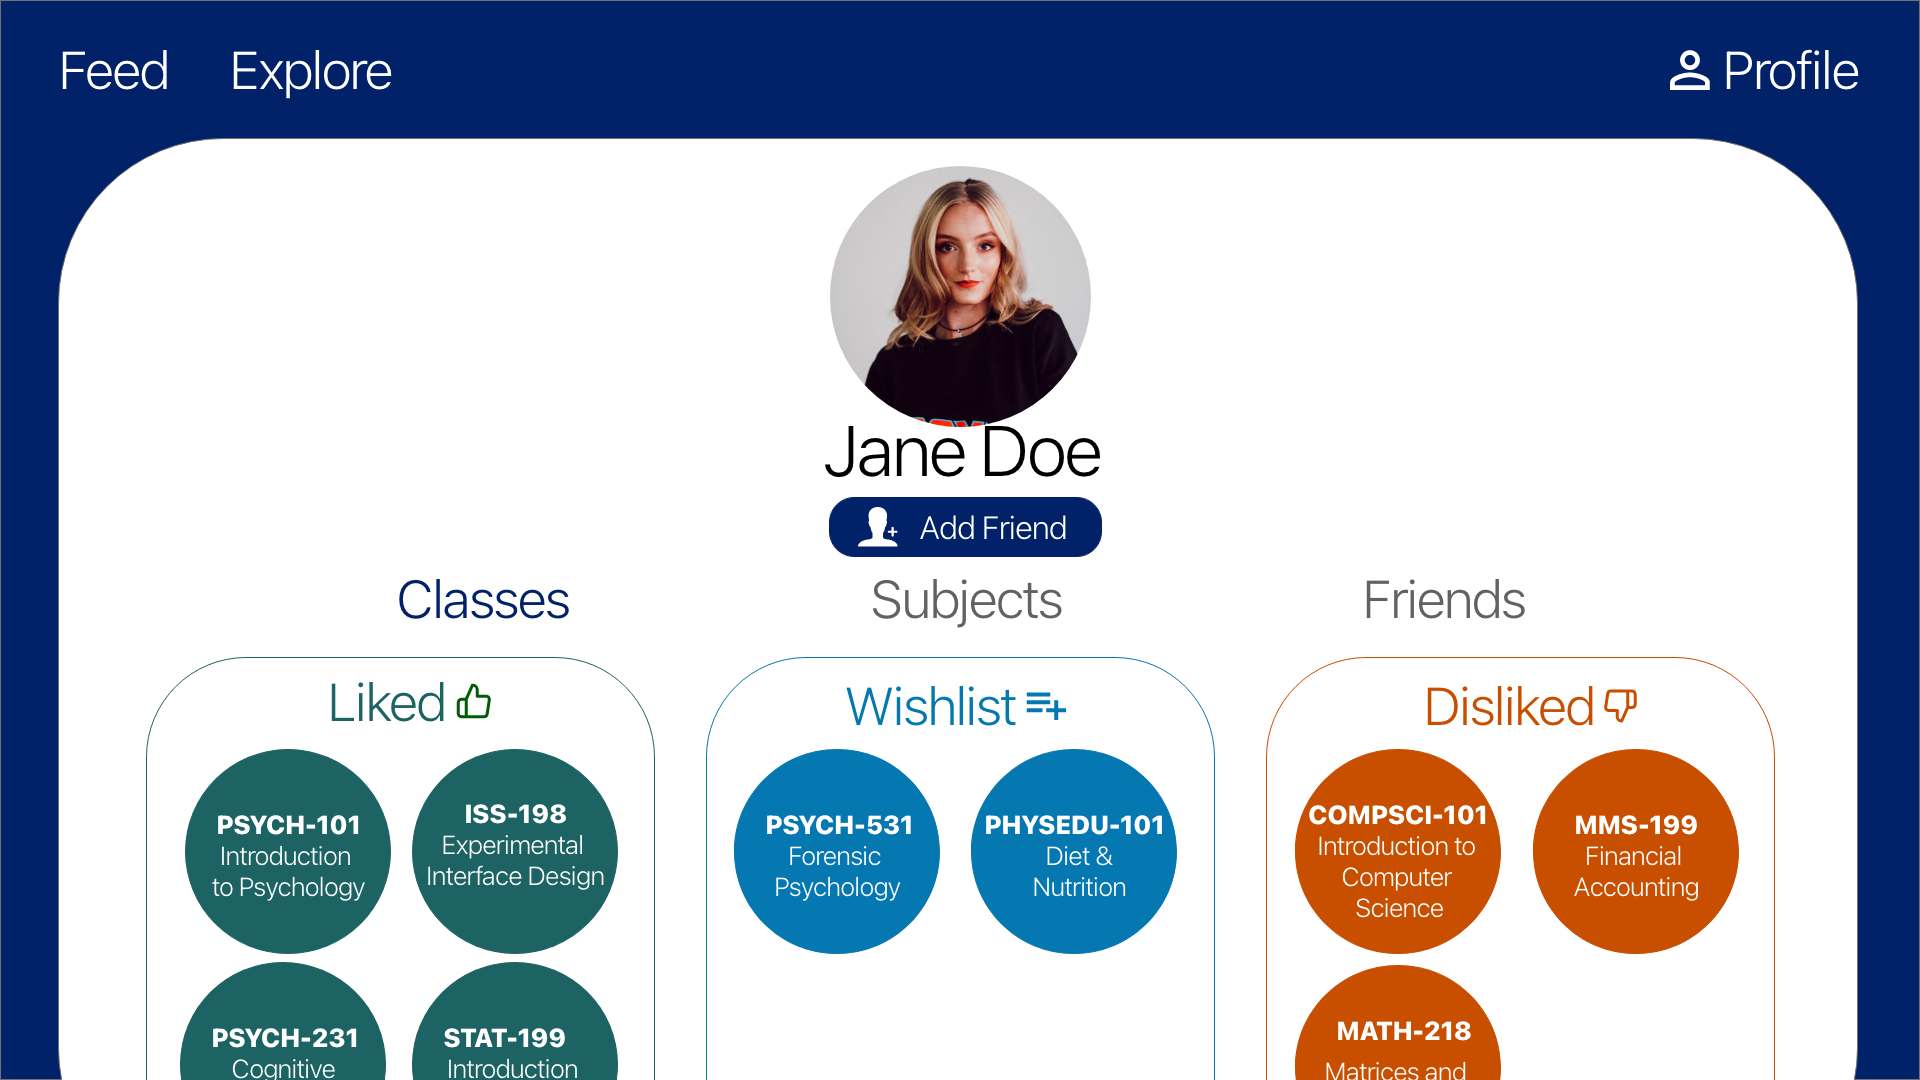 Feed Explore Profile
Jane Doe
Add Friend
Classes Subjects Friends
Liked
PSYCH-101
Introduction
to Psychology
ISS-198
Experimental
Interface Design
PSYCH-231
Cognitive
STAT-199
Introduction
Wishlist
PSYCH-531
Forensic
Psychology
PHYSEDU-101
Diet &
Nutrition
Disliked
COMPSCI-101
Introduction to
Computer
Science
MMS-199
Financial
Accounting
MATH-218
Matrices and